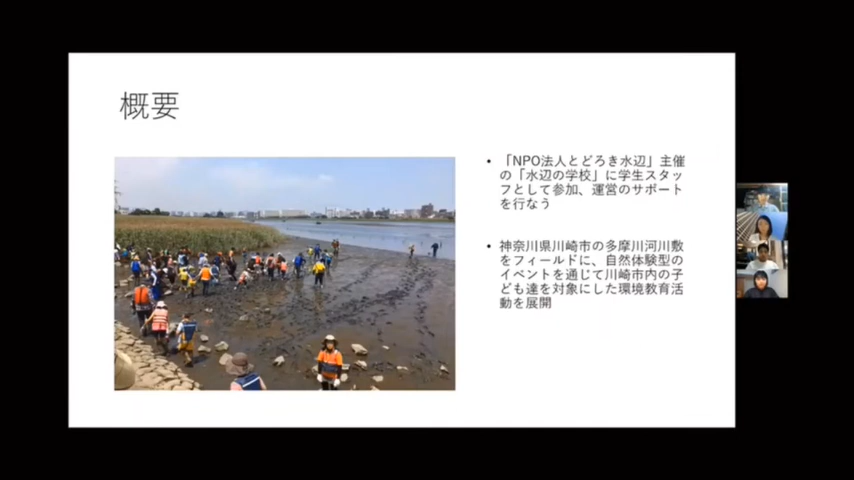 概要
• 「NPO法人とどろき水辺」主催
の「水辺の学校」に学生スタッ
フとして参加、運営のサポート
を行なう
• 神奈川県川崎市の多摩川河川敷
をフィールドに、自然体験型の
イベントを通じて川崎市内の子
ども達を対象にした環境教育活
動を展開